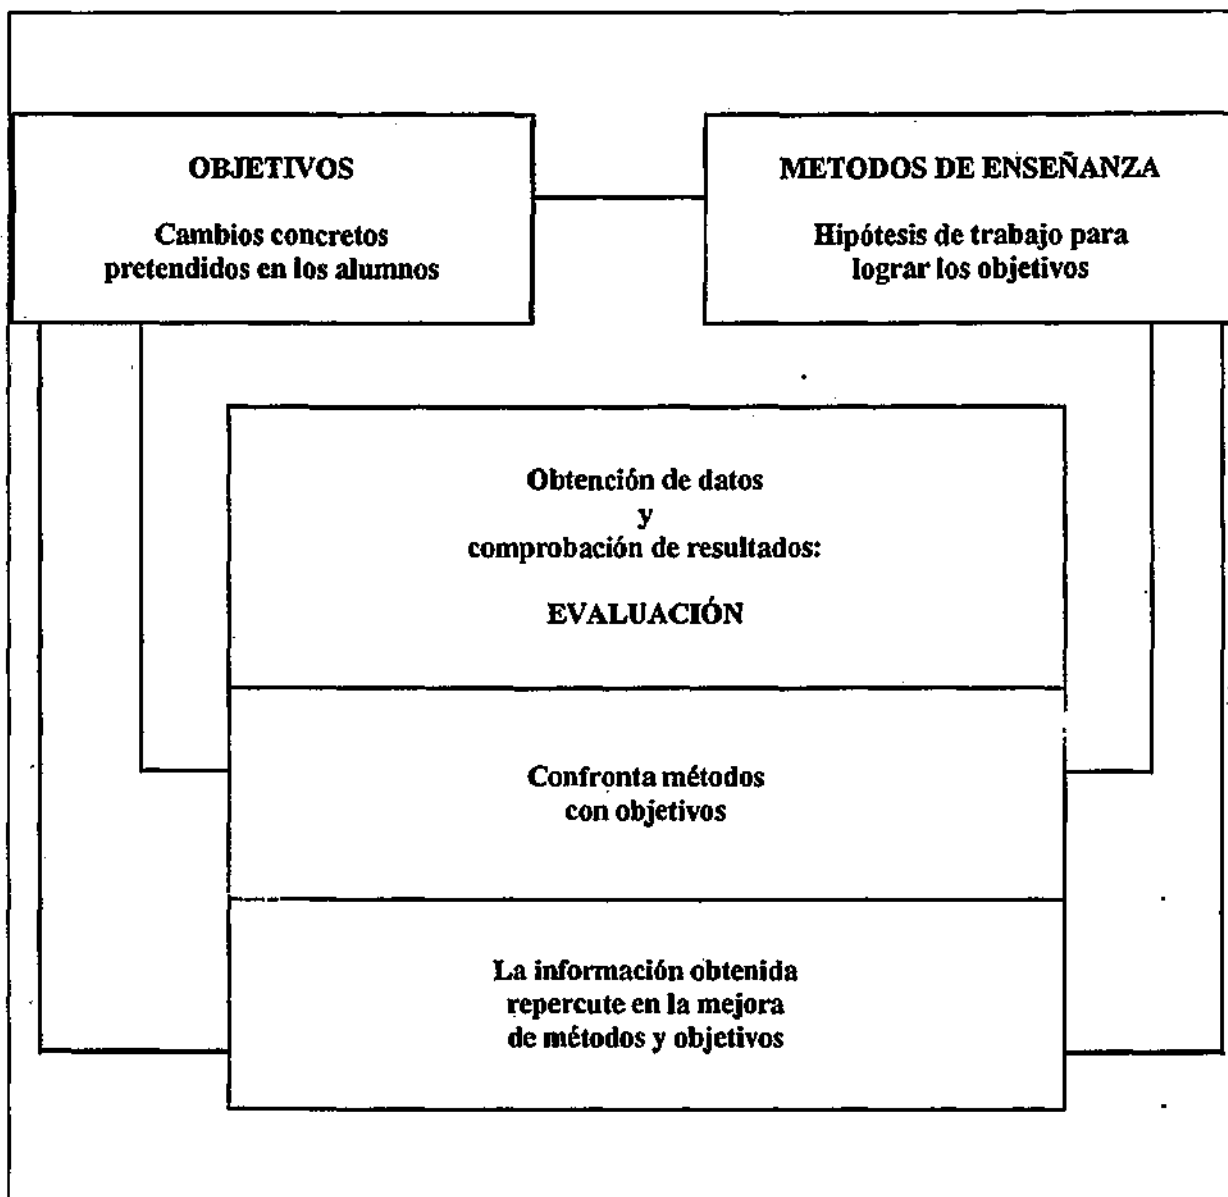 OBJETIVOS
Cambios concretos
pretendidos en los alumnos
METODOS DE ENSEÑANZA
Hipótesis de trabajo para
lograr los objetivos
Obtención de datos
y
comprobación de resultados:
EVALUACIÓN
Confronta métodos
con objetivos
La información obtenida
repercute en la mejora
de métodos y objetivos